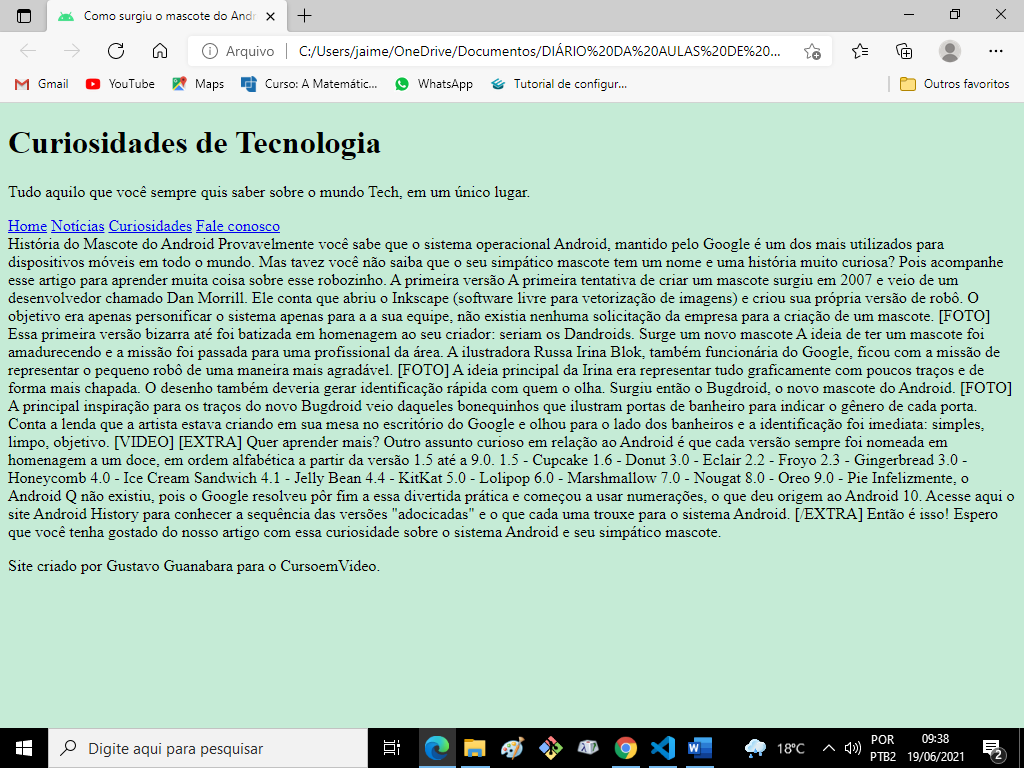 Como surgiu o mascote do Andr
Arquivo
C:/Users/jaime/OneDrive/Documentos/DIÁRIO%20DA%20AULAS%20DE%20...
Gmail YouTube Maps Curso: A Matemátic... WhatsApp Tutorial de configur... Outros favoritos
Curiosidades de Tecnologia
Tudo aquilo que você sempre quis saber sobre o mundo Tech, em um único lugar.
Home Notícias Curiosidades Fale conosco
História do Mascote do Android Provavelmente você sabe que o sistema operacional Android, mantido pelo Google é um dos mais utilizados para
dispositivos móveis em todo o mundo. Mas tavez você não saiba que o seu simpático mascote tem um nome e uma história muito curiosa? Pois acompanhe
esse artigo para aprender muita coisa sobre esse robozinho. A primeira versão A primeira tentativa de criar um mascote surgiu em 2007 e veio de um
desenvolvedor chamado Dan Morrill. Ele conta que abriu o Inkscape (software livre para vetorização de imagens) e criou sua própria versão de robô. O
objetivo era apenas personificar o sistema apenas para a a sua equipe, não existia nenhuma solicitação da empresa para a criação de um mascote. [FOTO]
Essa primeira versão bizarra até foi batizada em homenagem ao seu criador: seriam os Dandroids. Surge um novo mascote A ideia de ter um mascote foi
amadurecendo e a missão foi passada para uma profissional da área. A ilustradora Russa Irina Blok, também funcionária do Google, ficou com a missão de
representar o pequeno robô de uma maneira mais agradável. [FOTO] A ideia principal da Irina era representar tudo graficamente com poucos traços e de
forma mais chapada. O desenho também deveria gerar identificação rápida com quem o olha. Surgiu então o Bugdroid, o novo mascote do Android. [FOTO]
A principal inspiração para os traços do novo Bugdroid veio daqueles bonequinhos que ilustram portas de banheiro para indicar o gênero de cada porta.
Conta a lenda que a artista estava criando em sua mesa no escritório do Google e olhou para o lado dos banheiros e a identificação foi imediata: simples,
limpo, objetivo. [VIDEO] [EXTRA] Quer aprender mais? Outro assunto curioso em relação ao Android é que cada versão sempre foi nomeada em
homenagem a um doce, em ordem alfabética a partir da versão 1.5 até a 9.0. 1.5 - Cupcake 1.6 - Donut 3.0 - Eclair 2.2 - Froyo 2.3 - Gingerbread 3.0 -
Honeycomb 4.0 - Ice Cream Sandwich 4.1 - Jelly Bean 4.4 - KitKat 5.0 - Lolipop 6.0 - Marshmallow 7.0 - Nougat 8.0 - Oreo 9.0 - Pie Infelizmente, o
Android Q não existiu, pois o Google resolveu pôr fim a essa divertida prática e começou a usar numerações, o que deu origem ao Android 10. Acesse aqui o
site Android History para conhecer a sequência das versões "adocicadas" e o que cada uma trouxe para o sistema Android. [/EXTRA] Então é isso! Espero
que você tenha gostado do nosso artigo com essa curiosidade sobre o sistema Android e seu simpático mascote.
Site criado por Gustavo Guanabara para o CursoemVideo.
Digite aqui para pesquisar
18°C
POR
PTB2
09:38
19/06/2021
2